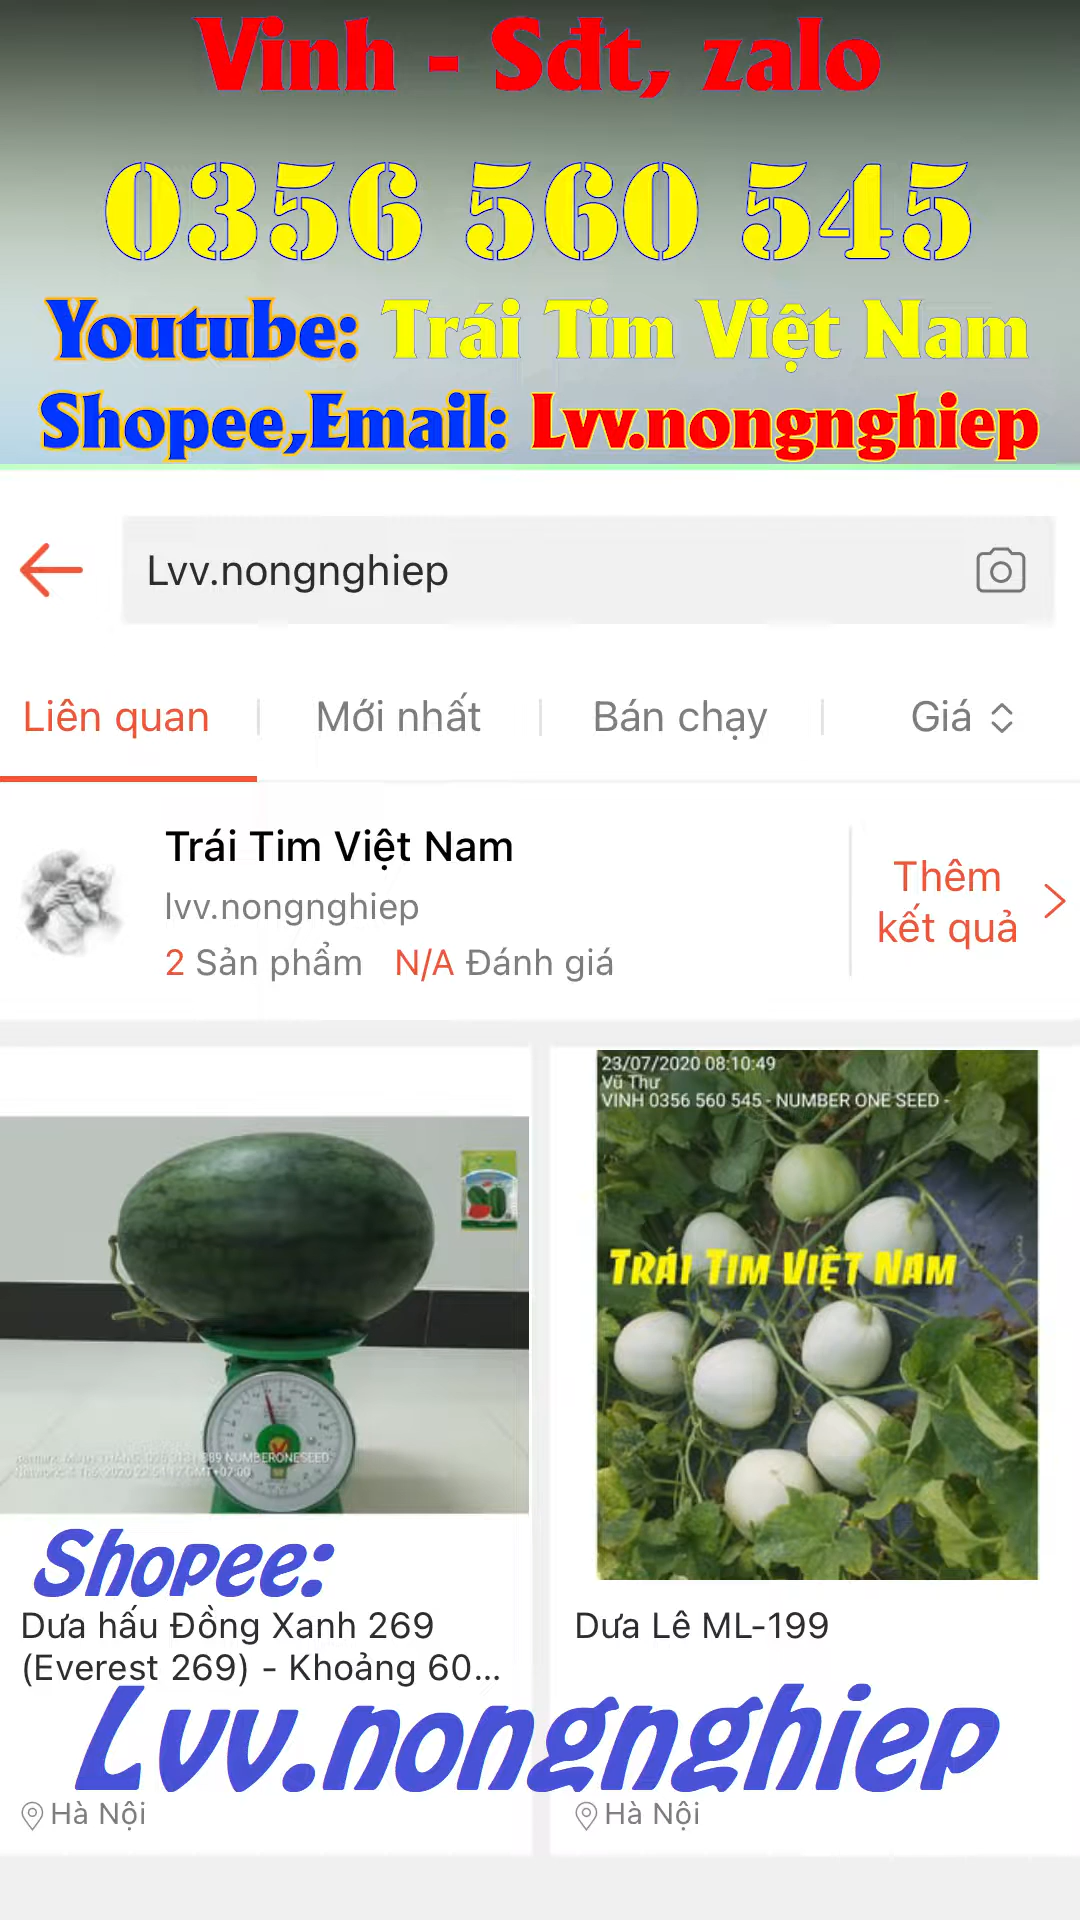 Vinh - Sđt, zalo
0356 560 545
Youtube: Trái Tim Việt Nam
Shopee,Email: Lvv.nongnghiep
Lvv.nongnghiep
Liên quan
Mới nhất
Bán chạy
Giá
Trái Tim Việt Nam
lvv.nongnghiep
2 Sản phẩm N/A Đánh giá
Thêm
kết quả
23/07/2020 08:10:49
Vũ Thư
VINH 0356 560 545 - NUMBER ONE SEED -
TRÁI TIM VIỆT NAM
NUMBERONESEED
Shopee:
Dưa hấu Đồng Xanh 269
(Everest 269) - Khoảng 60...
Dưa Lê ML-199
Lvv.nongnghiep
Hà Nội
Hà Nội